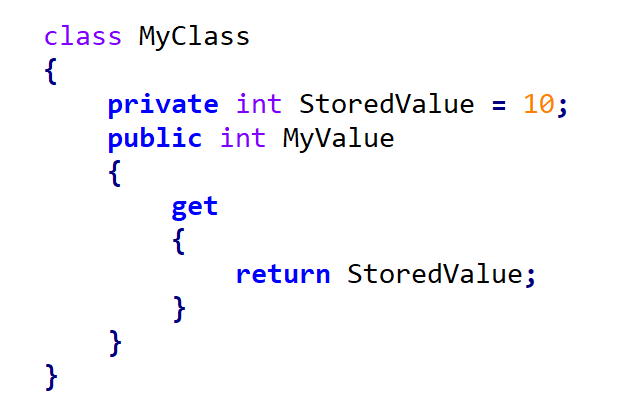 class MyClass
{
    private int StoredValue = 10;
    public int MyValue
    {
        get
        {
            return StoredValue;
        }
    }
}